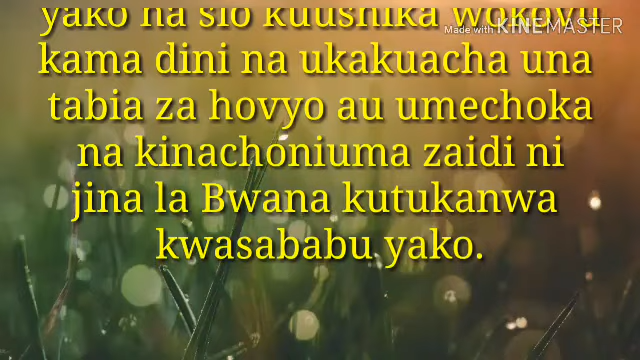 yako na sio kuushika wokovu
Made with KINEMASTER
kama dini na ukakuacha una
tabia za hovyo au umechoka
na kinachoniuma zaidi ni
jina la Bwana kutukanwa
kwasababu yako.